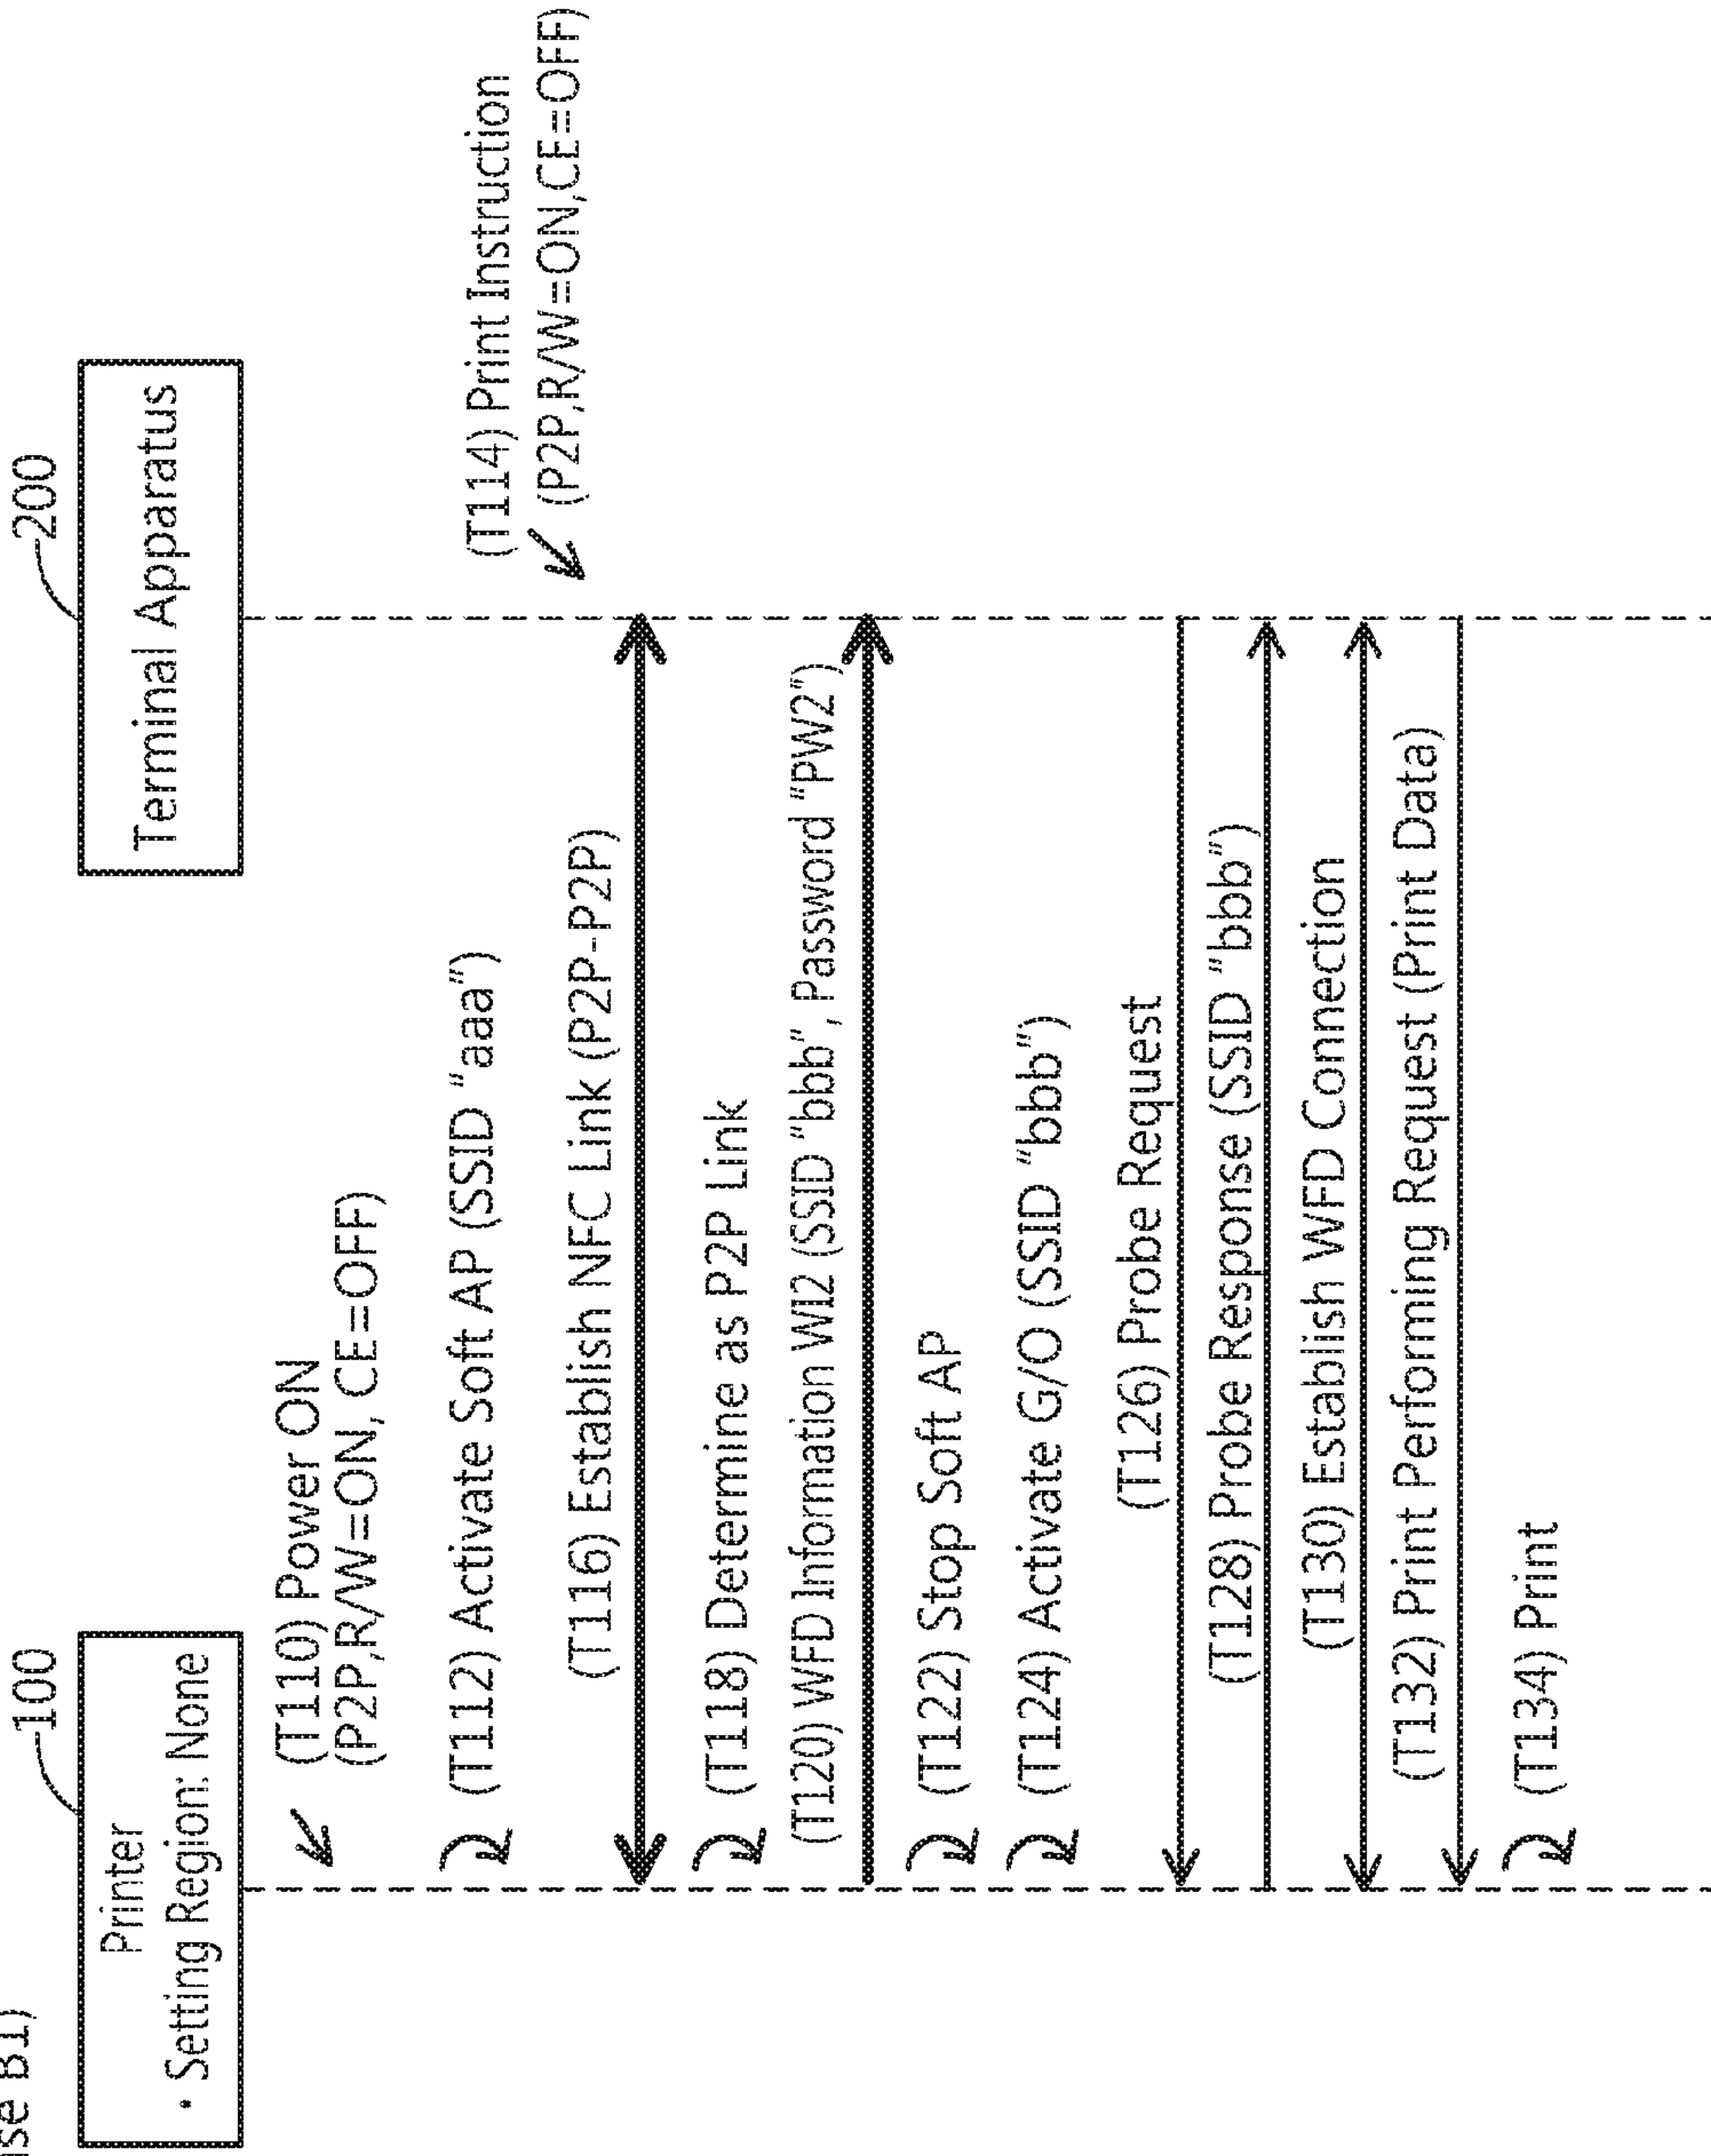 100
200
Printer
• Setting Region: None
Terminal Apparatus
(T110) Power ON
(P2P,R/W=ON, CE=OFF)
(T112) Activate Soft AP (SSID "aaa")
(T114) Print Instruction
(P2P,R/W=ON,CE=OFF)
(T116) Establish NFC Link (P2P-P2P)
(T118) Determine as P2P Link
(T120) WFD Information WI2 (SSID "bbb", Password "PW2")
(T122) Stop Soft AP
(T124) Activate G/O (SSID "bbb")
(T126) Probe Request
(T128) Probe Response (SSID "bbb")
(T130) Establish WFD Connection
(T132) Print Performing Request (Print Data)
(T134) Print